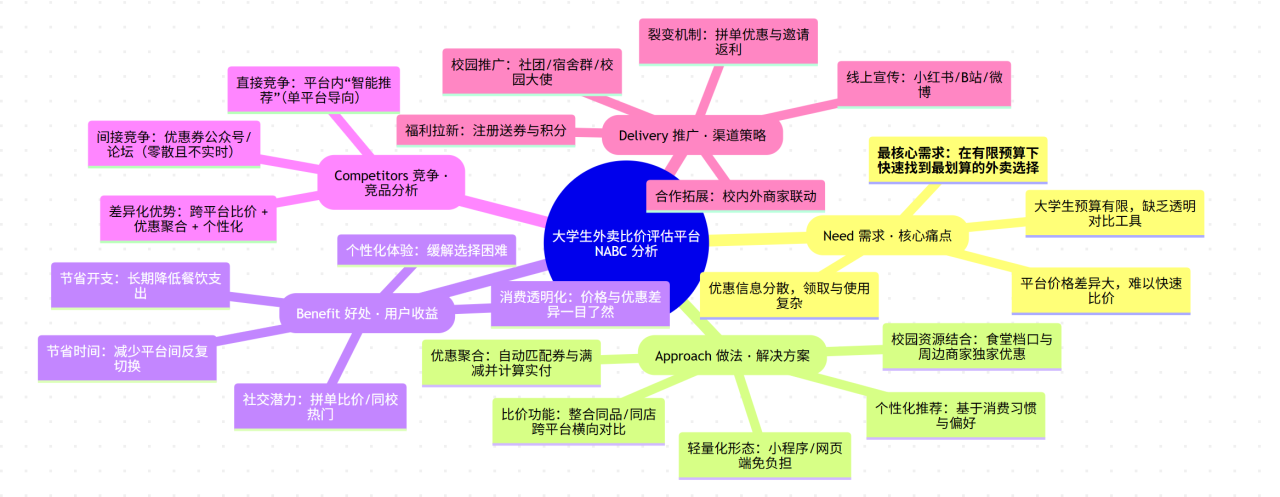 大学生外卖比价评估平台
NABC 分析
Need 需求 · 核心痛点
最核心需求：在有限预算下
快速找到最划算的外卖选择
大学生预算有限，缺乏透明
对比工具
平台价格差异大，难以快速
比价
优惠信息分散，领取与使用
复杂
Approach 做法 · 解决方案
校园资源结合：食堂档口与
周边商家独家优惠
个性化推荐：基于消费习惯
与偏好
轻量化形态：小程序/网页
端免负担
比价功能：整合同品/同店
跨平台横向对比
优惠聚合：自动匹配券与满
减并计算实付
Benefit 好处 · 用户收益
个性化体验：缓解选择困难
消费透明化：价格与优惠差
异一目了然
节省开支：长期降低餐饮支
出
节省时间：减少平台间反复
切换
社交潜力：拼单比价/同校
热门
Competitors 竞争 ·
竞品分析
直接竞争：平台内“智能推
荐”（单平台导向）
间接竞争：优惠券公众号/
论坛（零散且不实时）
差异化优势：跨平台比价 +
优惠聚合 + 个性化
Delivery 推广 · 渠道策略
裂变机制：拼单优惠与邀请
返利
校园推广：社团/宿舍群/校
园大使
线上宣传：小红书/B站/微
博
福利拉新：注册送券与积分
合作拓展：校内外商家联动